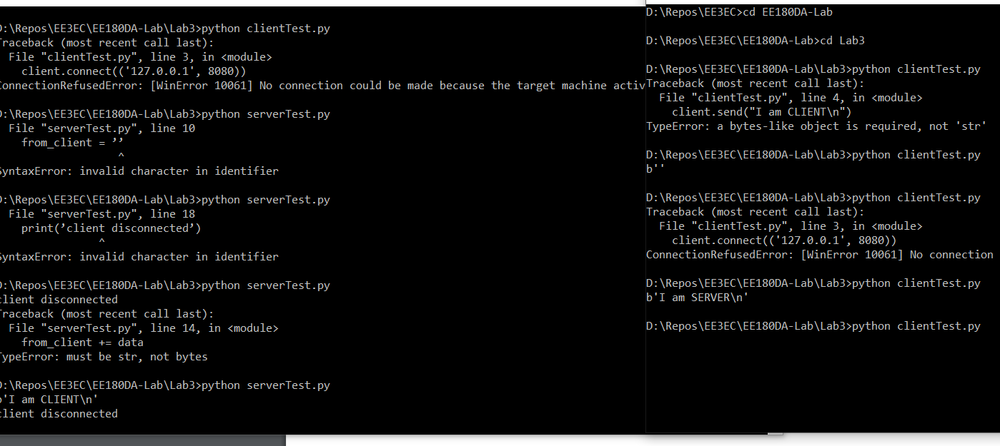 D:\Repos\EE3EC\EE180DA-Lab\Lab3>python clientTest.py
Traceback (most recent call last):
  File "clientTest.py", line 3, in <module>
    client.connect(('127.0.0.1', 8080))
ConnectionRefusedError: [WinError 10061] No connection could be made because the target machine activ

D:\Repos\EE3EC\EE180DA-Lab\Lab3>python serverTest.py
  File "serverTest.py", line 10
    from_client = ’’
                   ^
SyntaxError: invalid character in identifier

D:\Repos\EE3EC\EE180DA-Lab\Lab3>python serverTest.py
  File "serverTest.py", line 18
    print(’client disconnected’)
                ^
SyntaxError: invalid character in identifier

D:\Repos\EE3EC\EE180DA-Lab\Lab3>python serverTest.py
client disconnected
Traceback (most recent call last):
  File "serverTest.py", line 14, in <module>
    from_client += data
TypeError: must be str, not bytes

D:\Repos\EE3EC\EE180DA-Lab\Lab3>python serverTest.py
b'I am CLIENT\n'
client disconnected

D:\Repos\EE3EC>cd EE180DA-Lab

D:\Repos\EE3EC\EE180DA-Lab>cd Lab3

D:\Repos\EE3EC\EE180DA-Lab\Lab3>python clientTest.py
Traceback (most recent call last):
  File "clientTest.py", line 4, in <module>
    client.send("I am CLIENT\n")
TypeError: a bytes-like object is required, not 'str'

D:\Repos\EE3EC\EE180DA-Lab\Lab3>python clientTest.py
b''

D:\Repos\EE3EC\EE180DA-Lab\Lab3>python clientTest.py
Traceback (most recent call last):
  File "clientTest.py", line 3, in <module>
    client.connect(('127.0.0.1', 8080))
ConnectionRefusedError: [WinError 10061] No connection

D:\Repos\EE3EC\EE180DA-Lab\Lab3>python clientTest.py
b'I am SERVER\n'

D:\Repos\EE3EC\EE180DA-Lab\Lab3>python clientTest.py